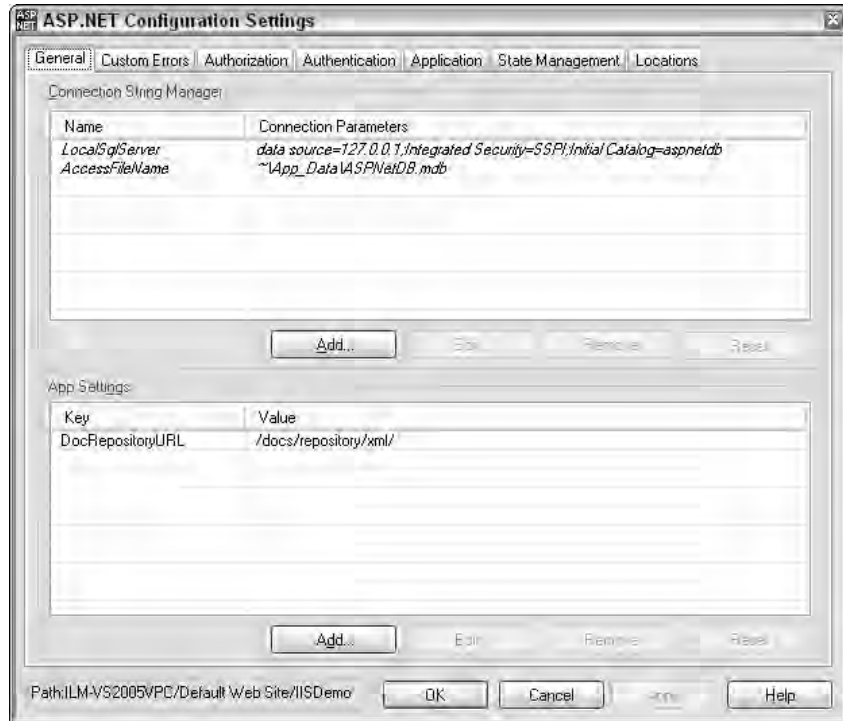 ASP
NET ASP.NET Configuration Settings
General Custom Errors Authorization Authentication Application State Management Locations
Connection String Manager
Name Connection Parameters
LocalSqlServer data source=127.0.0.1;Integrated Security=SSPI;Initial Catalog=aspnetdb
AccessFileName ~\App_Data\ASPNetDB.mdb
Add... Edit Remove Reset
App Settings
Key Value
DocRepositoryURL /docs/repository/xml/
Add... Edit Remove Reset
Path:ILM-VS2005VPC/Default Web Site/IISDemo OK Cancel Apply Help